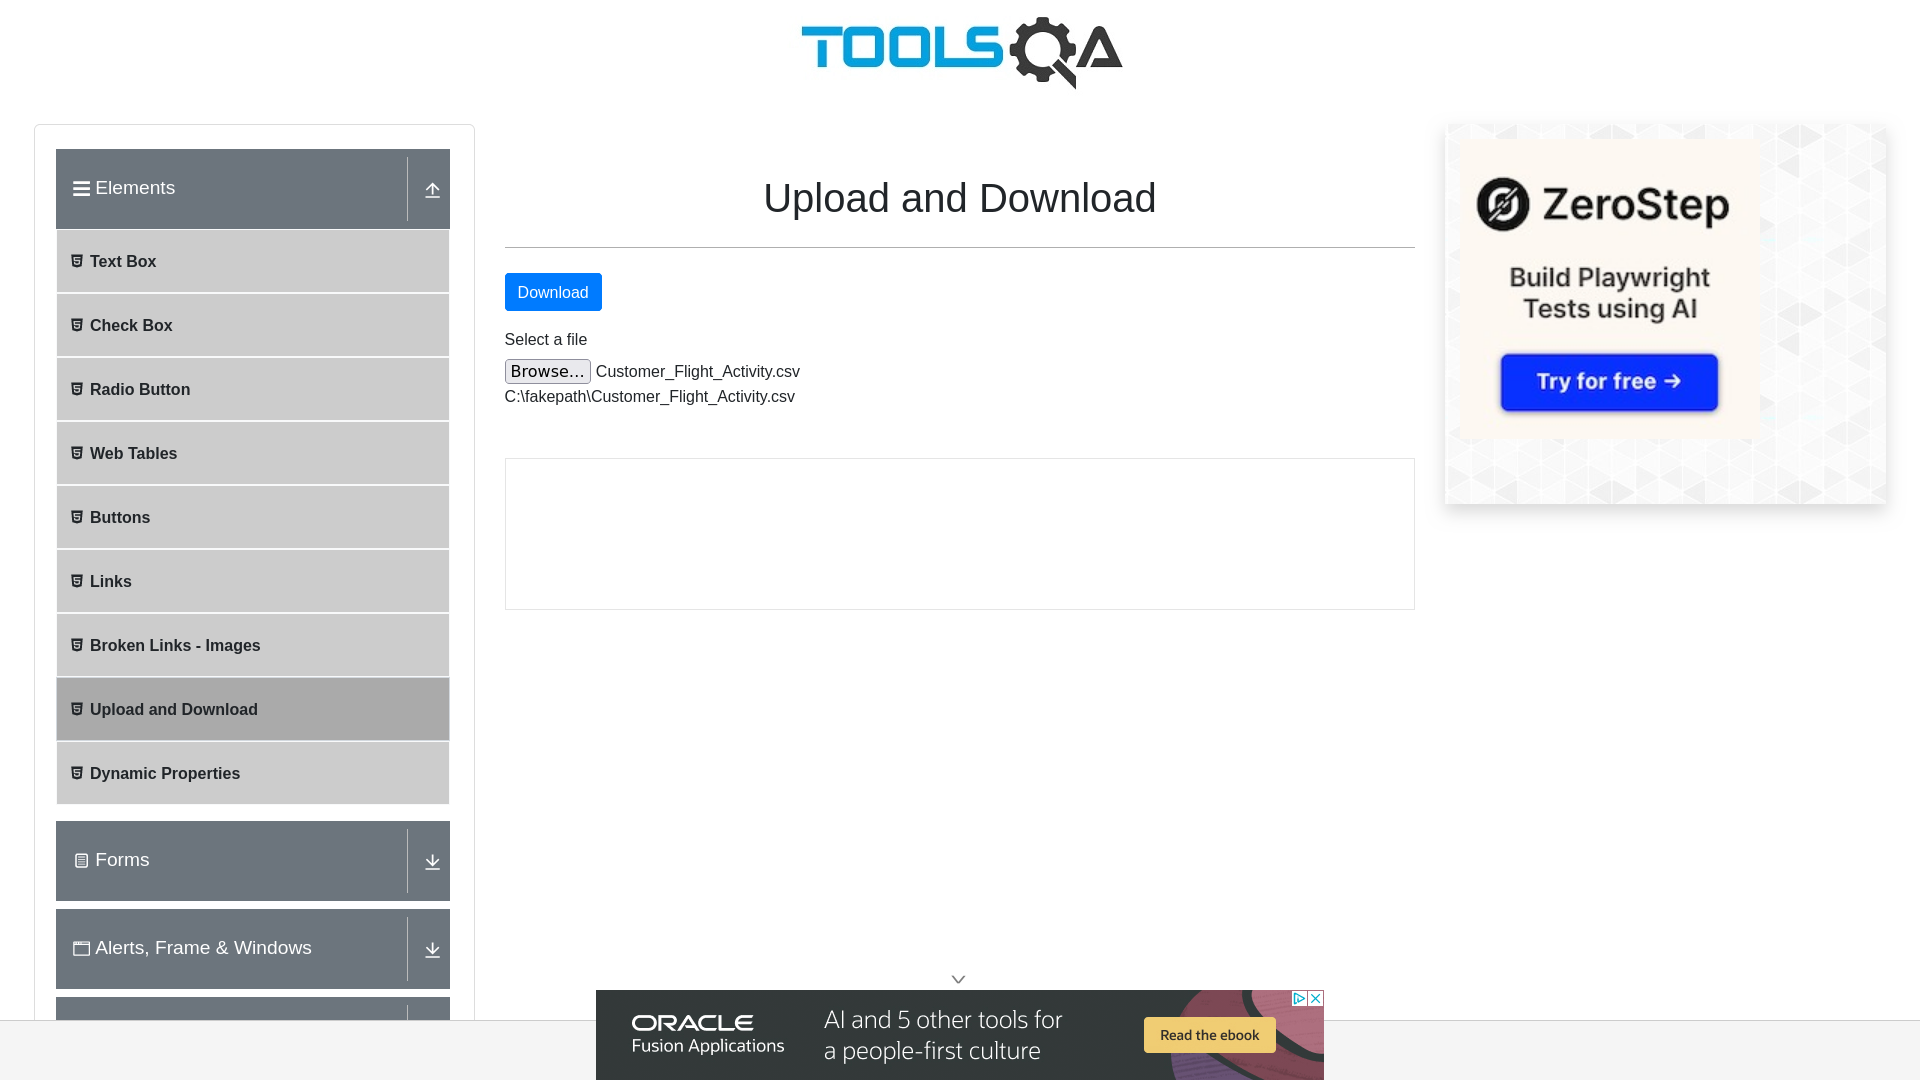 TOOLSQA
Elements
Text Box
Check Box
Radio Button
Web Tables
Buttons
Links
Broken Links - Images
Upload and Download
Dynamic Properties
Forms
Alerts, Frame & Windows
Upload and Download
Download
Select a file
Browse... Customer_Flight_Activity.csv
C:\fakepath\Customer_Flight_Activity.csv
ZeroStep
Build Playwright
Tests using AI
Try for free →
ORACLE
Fusion Applications
AI and 5 other tools for
a people-first culture
Read the ebook